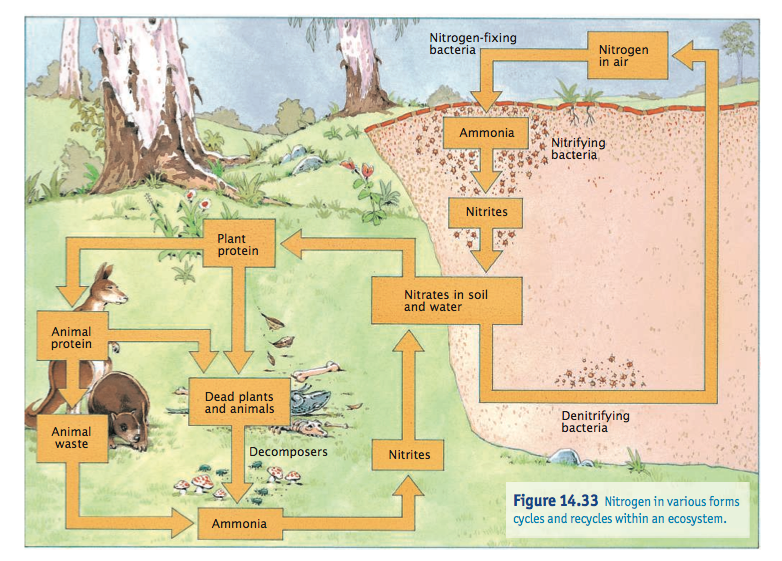 Nitrogen-fixing
bacteria
Nitrogen
in air
Ammonia
Nitrifying
bacteria
Nitrites
Plant
protein
Nitrates in soil
and water
Animal
protein
Dead plants
and animals
Denitrifying
bacteria
Animal
waste
Decomposers
Nitrites
Ammonia
Figure 14.33 Nitrogen in various forms
cycles and recycles within an ecosystem.